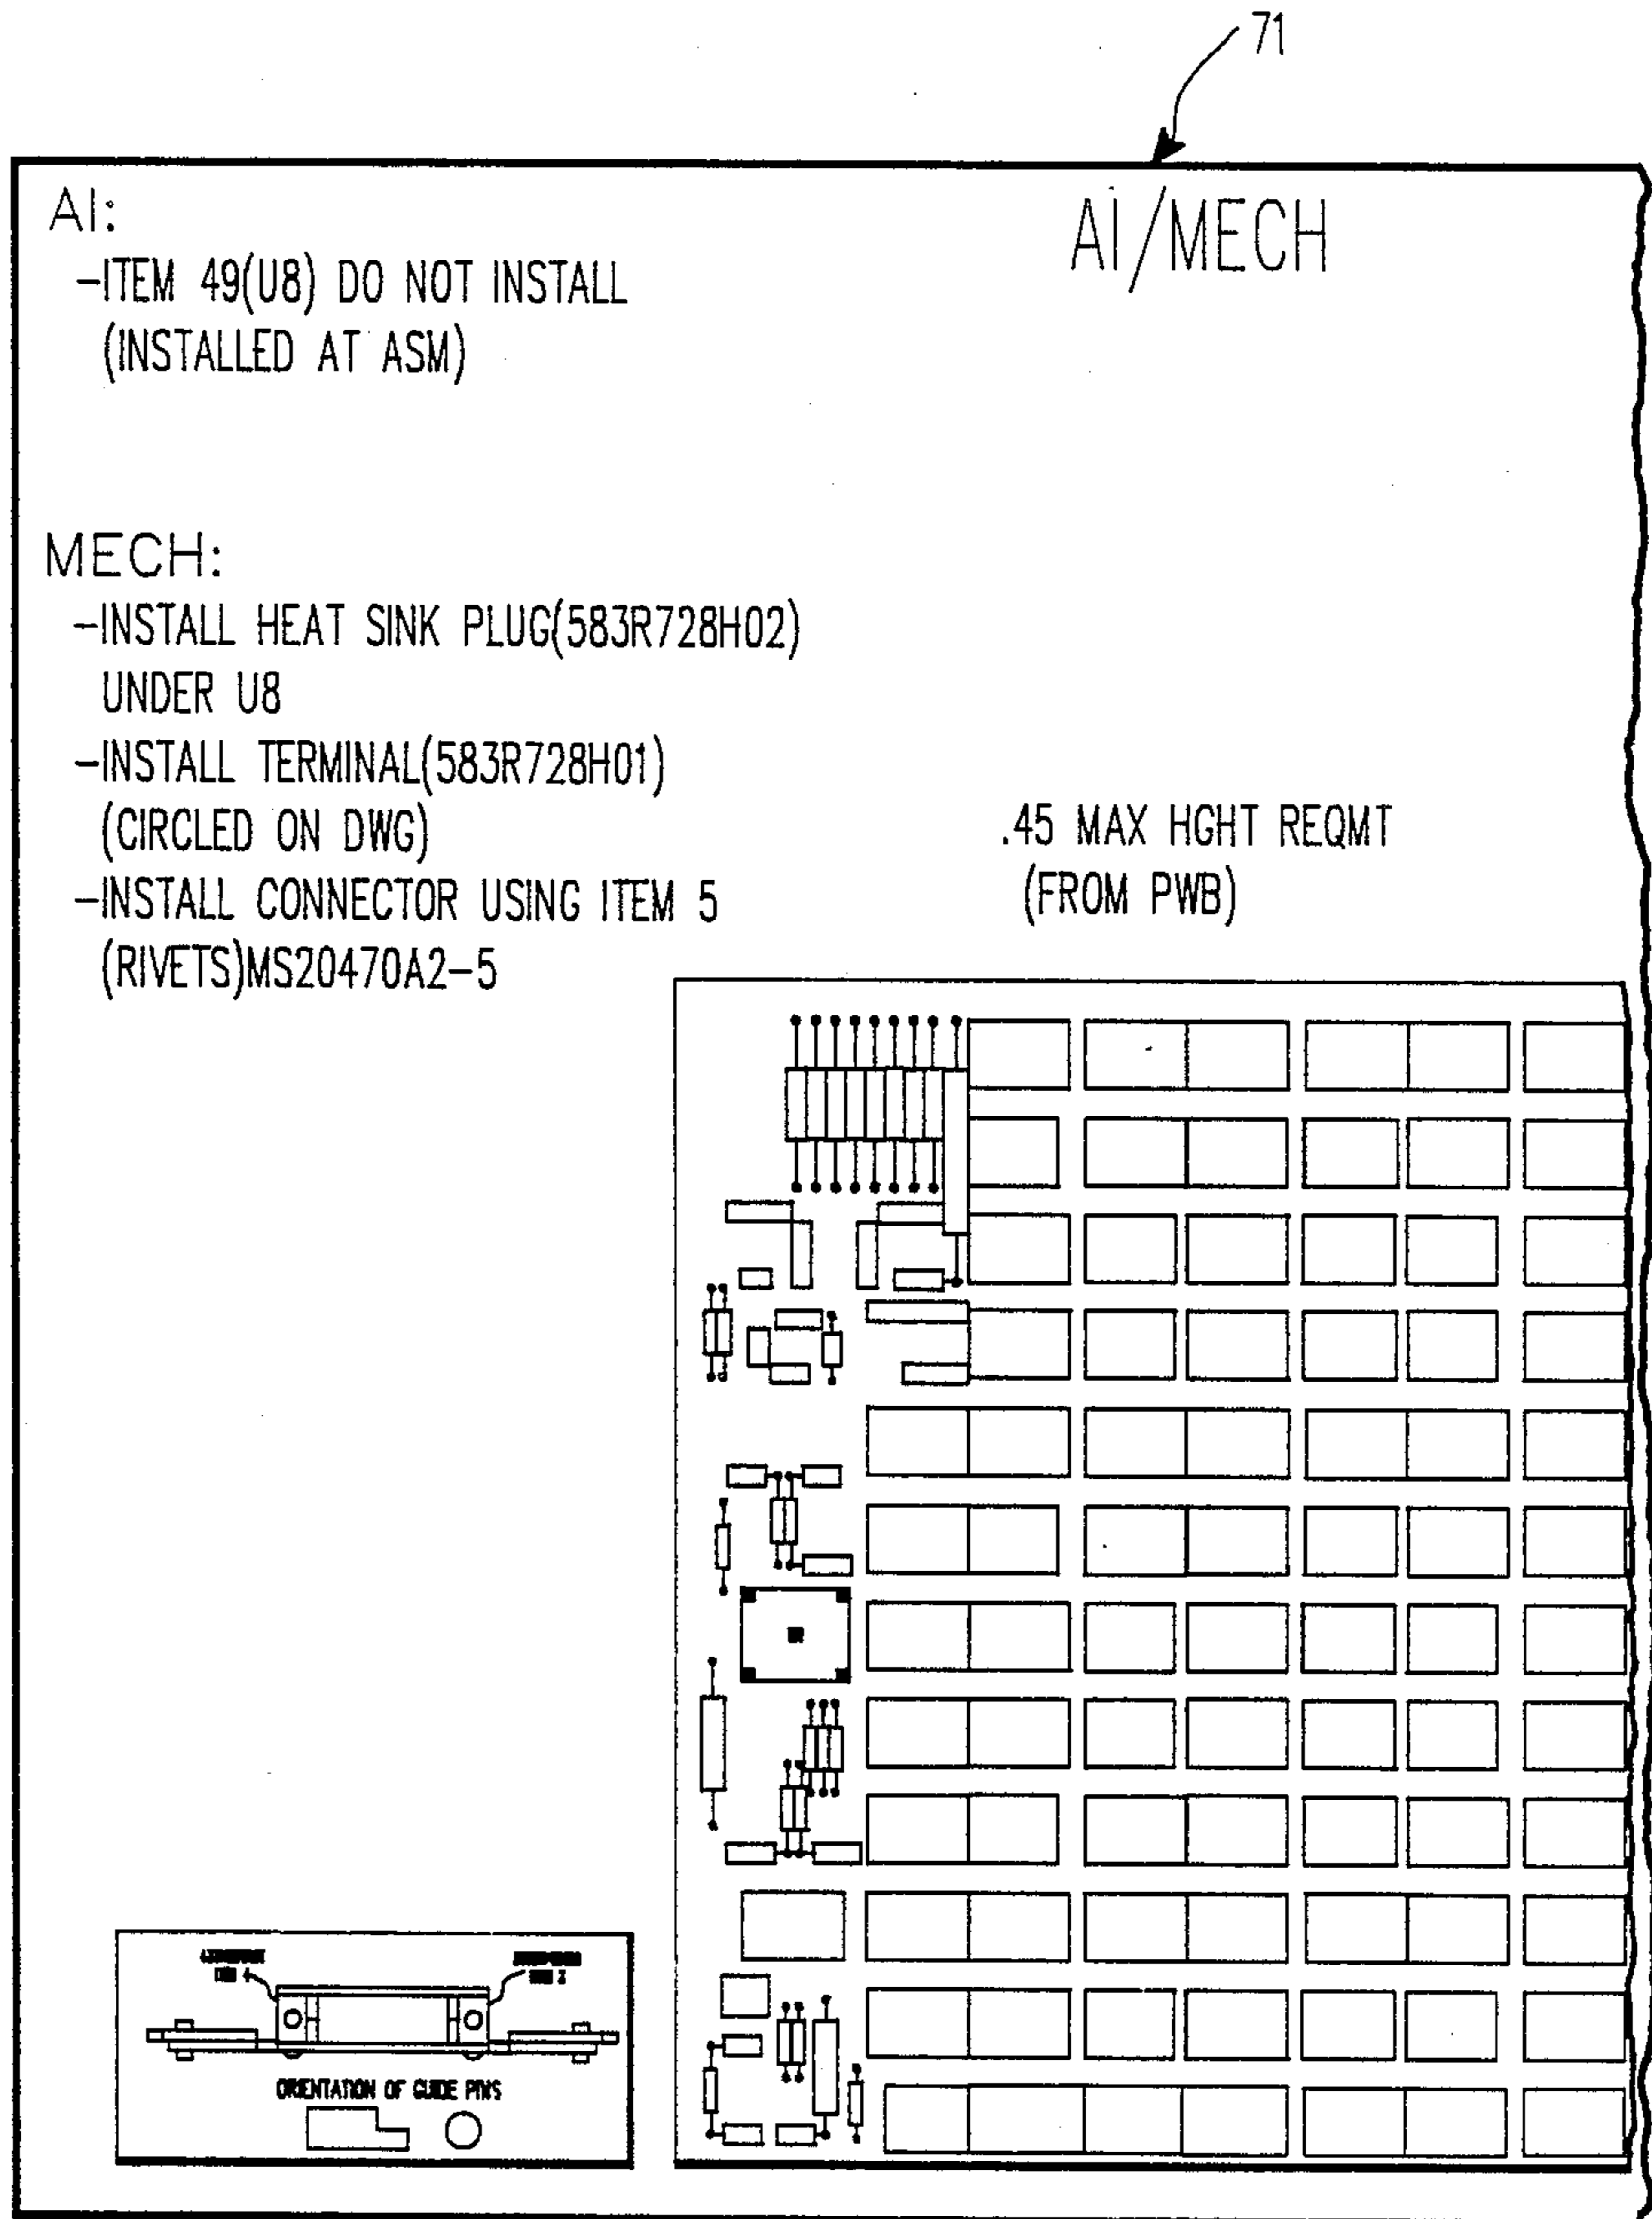 71
AI:
AI/MECH
-ITEM 49(U8) DO NOT INSTALL
(INSTALLED AT ASM)
MECH:
-INSTALL HEAT SINK PLUG(583R728H02)
UNDER U8
-INSTALL TERMINAL(583R728H01)
(CIRCLED ON DWG)
-INSTALL CONNECTOR USING ITEM 5
(RIVETS)MS20470A2-5
.45 MAX HGHT REQMT
(FROM PWB)
ORIENTATION OF GUIDE PINS